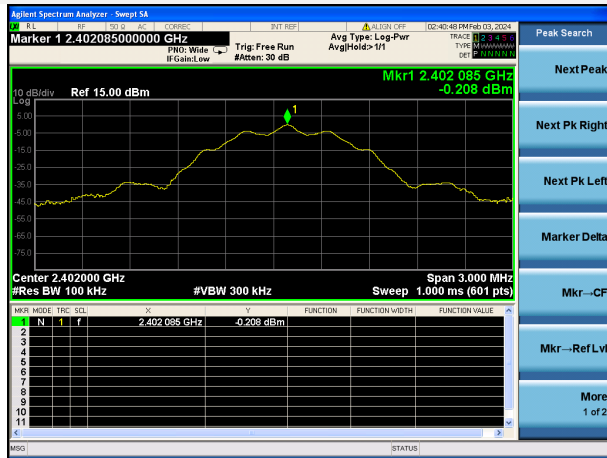 Agilent Spectrum Analyzer - Swept SA
RL RF 50 Ω AC CORREC INT REF ALIGN OFF 02:40:48 PM Feb 03, 2024
Marker 1 2.402085000000 GHz
PNO: Wide
IFGain:Low
Trig: Free Run
#Atten: 30 dB
Avg Type: Log-Pwr
Avg|Hold:>1/1
TRACE 1 2 3 4 5 6
TYPE M
DET P N N N N N
Peak Search
Mkr1 2.402 085 GHz
-0.208 dBm
10 dB/div Ref 15.00 dBm
Log
1
5.00
-5.00
-15.0
-25.0
-35.0
-45.0
-55.0
-65.0
-75.0
Center 2.402000 GHz Span 3.000 MHz
#Res BW 100 kHz #VBW 300 kHz Sweep 1.000 ms (601 pts)
MKR MODE TRC SCL X Y FUNCTION FUNCTION WIDTH FUNCTION VALUE
1 N 1 f 2.402 085 GHz -0.208 dBm
2
3
4
5
6
7
8
9
10
11
MSG STATUS
Next Peak
Next Pk Right
Next Pk Left
Marker Delta
Mkr→CF
Mkr→Ref Lvl
More
1 of 2